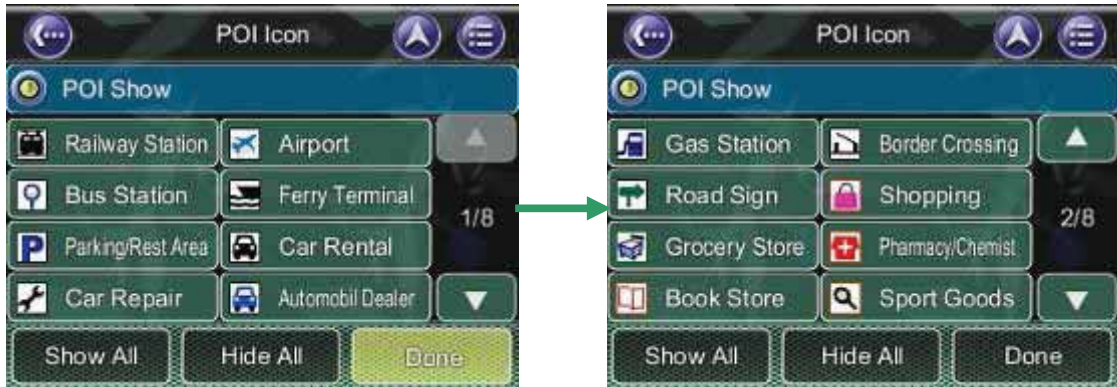 POI Icon
POI Show
Railway Station Airport
Bus Station Ferry Terminal
1/8
Parking/Rest Area Car Rental
Car Repair Automobil Dealer
Show All Hide All Done
POI Icon
POI Show
Gas Station Border Crossing
Road Sign Shopping
2/8
Grocery Store Pharmacy/Chemist
Book Store Sport Goods
Show All Hide All Done